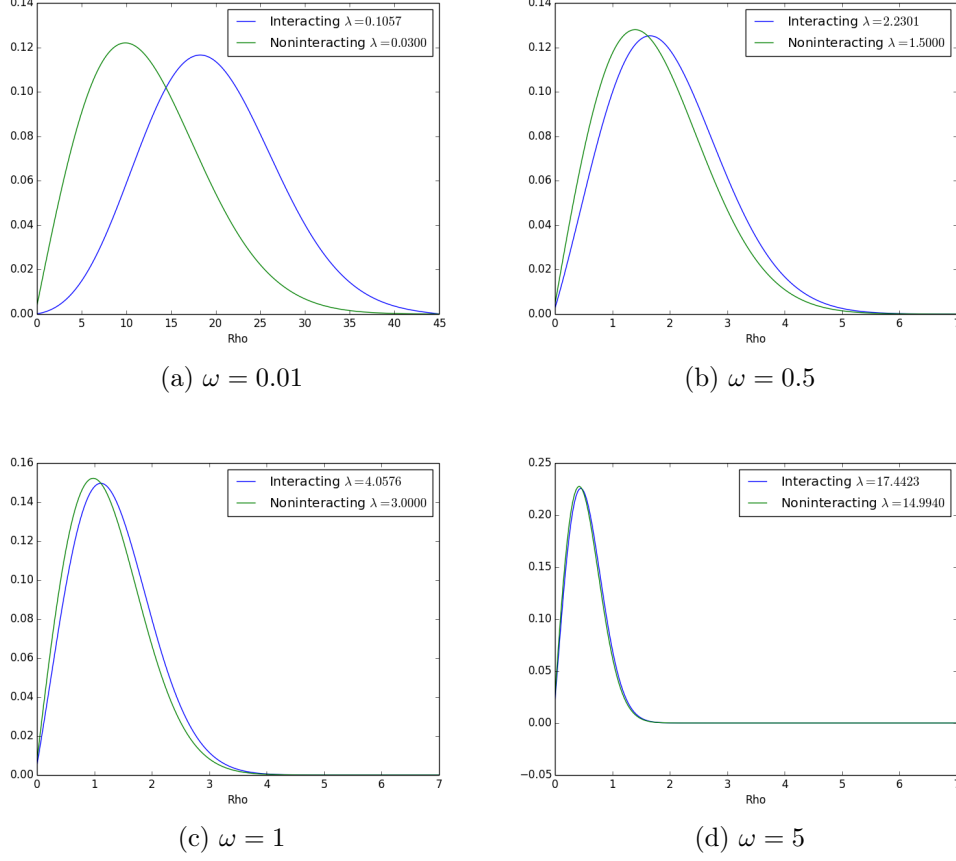 0.14
0.12
0.10
0.08
0.06
0.04
0.02
0.00
0 5 10 15 20 25 30 35 40 45
Rho
Interacting λ=0.1057
Noninteracting λ=0.0300
(a) ω = 0.01
0.14
0.12
0.10
0.08
0.06
0.04
0.02
0.00
0 1 2 3 4 5 6 7
Rho
Interacting λ=2.2301
Noninteracting λ=1.5000
(b) ω = 0.5
0.16
0.14
0.12
0.10
0.08
0.06
0.04
0.02
0.00
0 1 2 3 4 5 6 7
Rho
Interacting λ=4.0576
Noninteracting λ=3.0000
(c) ω = 1
0.25
0.20
0.15
0.10
0.05
0.00
−0.05
0 1 2 3 4 5 6 7
Rho
Interacting λ=17.4423
Noninteracting λ=14.9940
(d) ω = 5